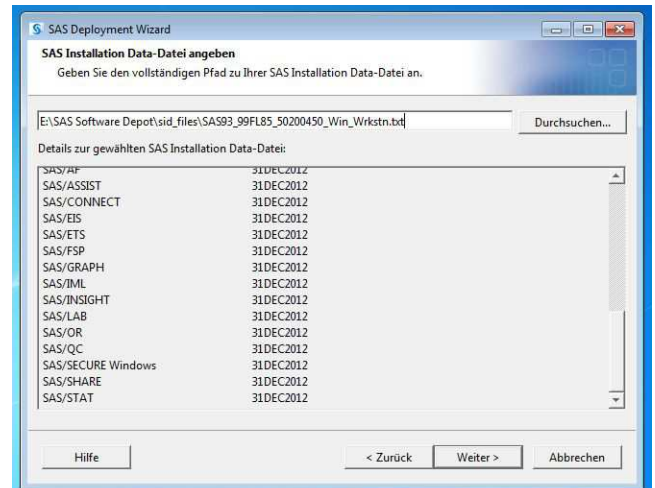 SAS Deployment Wizard
SAS Installation Data-Datei angeben
Geben Sie den vollständigen Pfad zu Ihrer SAS Installation Data-Datei an.
E:\SAS Software Depot\sid_files\SAS93_99FL85_50200450_Win_Wrkstn.txt Durchsuchen...
Details zur gewählten SAS Installation Data-Datei:
SAS/AF 31DEC2012
SAS/ASSIST 31DEC2012
SAS/CONNECT 31DEC2012
SAS/EIS 31DEC2012
SAS/ETS 31DEC2012
SAS/FSP 31DEC2012
SAS/GRAPH 31DEC2012
SAS/IML 31DEC2012
SAS/INSIGHT 31DEC2012
SAS/LAB 31DEC2012
SAS/OR 31DEC2012
SAS/QC 31DEC2012
SAS/SECURE Windows 31DEC2012
SAS/SHARE 31DEC2012
SAS/STAT 31DEC2012
Hilfe < Zurück Weiter > Abbrechen